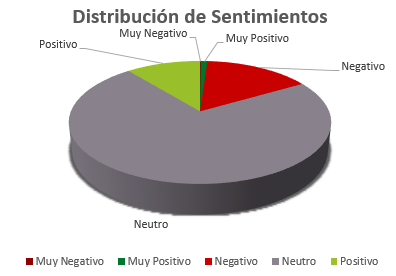 Distribución de Sentimientos
Muy Negativo
Muy Positivo
Positivo
Negativo
Neutro
Muy Negativo Muy Positivo Negativo Neutro Positivo